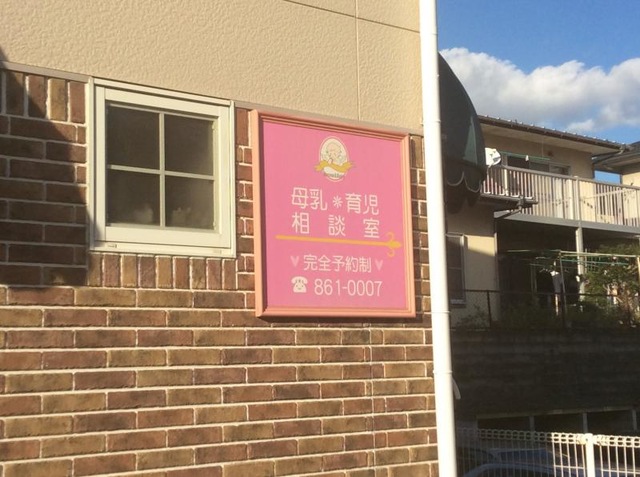 母乳＊育児
相談室
♥完全予約制♥
☎ 861-0007